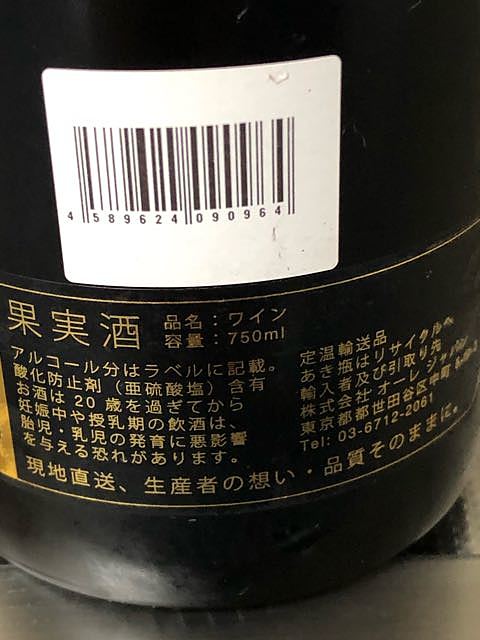 4 589624 090964
果実酒
品名：ワイン
容量：750ml
アルコール分はラベルに記載。
酸化防止剤（亜硫酸塩）含有
お酒は 20 歳を過ぎてから
妊娠中や授乳期の飲酒は、
胎児・乳児の発育に悪影響
を与える恐れがあります。
定温輸送品
あき瓶はリサイクルへ
輸入者及び引取り先
株式会社 オーレ ジャパン
東京都都世田谷区中町
Tel: 03-6712-2061
現地直送、生産者の想い・品質そのままに。